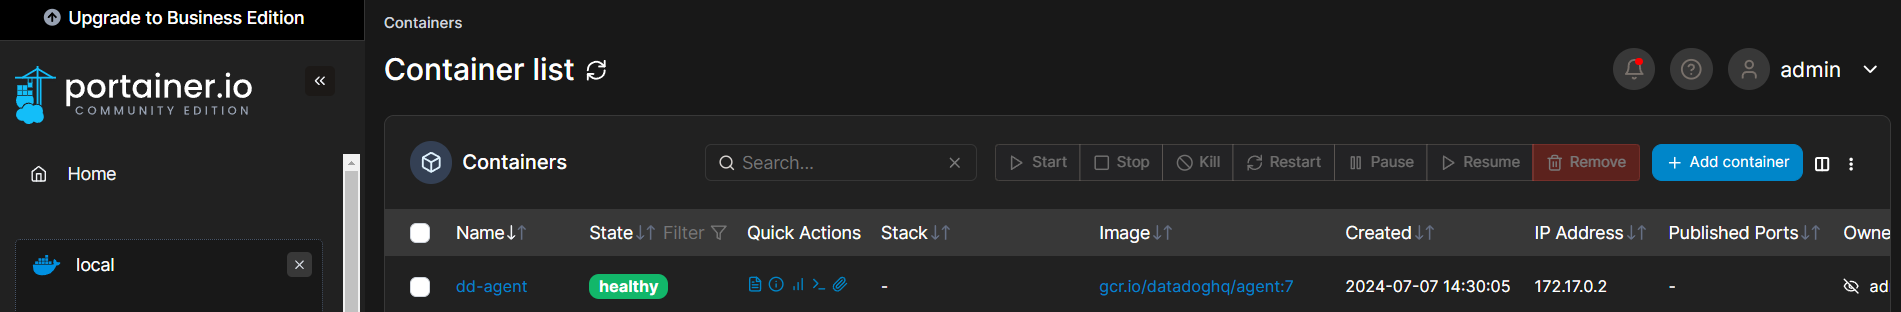 Upgrade to Business Edition
portainer.io
COMMUNITY EDITION
Home
local
Containers
Container list
admin
Containers
Search...
Start
Stop
Kill
Restart
Pause
Resume
Remove
Add container
Name State Filter Quick Actions Stack Image Created IP Address Published Ports Owne
dd-agent healthy - gcr.io/datadoghq/agent:7 2024-07-07 14:30:05 172.17.0.2 - ad